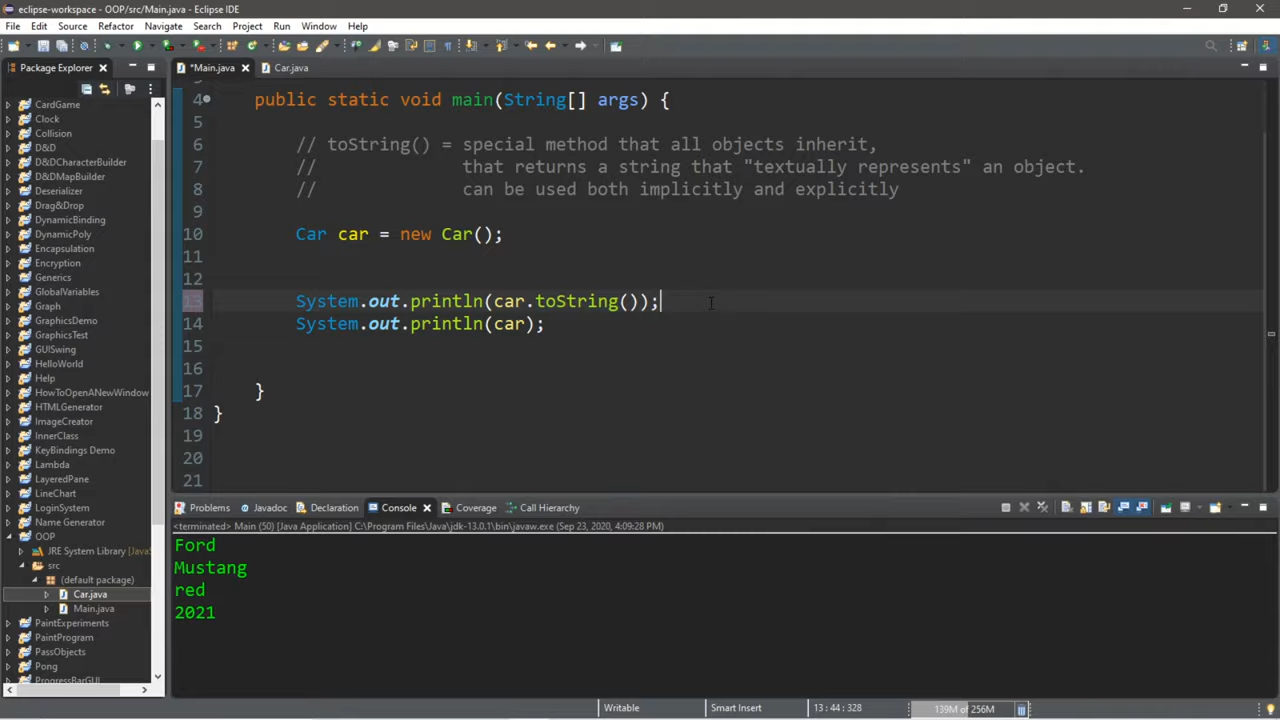 eclipse-workspace - OOP/src/Main.java - Eclipse IDE
File Edit Source Refactor Navigate Search Project Run Window Help
Package Explorer
*Main.java
Car.java
CardGame
Clock
Collision
D&D
D&DCharacterBuilder
D&DMapBuilder
Deserializer
Drag&Drop
DynamicBinding
DynamicPoly
Encapsulation
Encryption
Generics
GlobalVariables
Graph
GraphicsDemo
GraphicsTest
GUISwing
HelloWorld
Help
HowToOpenANewWindow
HTMLGenerator
ImageCreator
InnerClass
KeyBindings Demo
Lambda
LayeredPane
LineChart
LoginSystem
Name Generator
OOP
JRE System Library [JavaS
src
(default package)
Car.java
Main.java
PaintExperiments
PaintProgram
PassObjects
Ping
ProgressBarGUI
4 public static void main(String[] args) {
5
6 // toString() = special method that all objects inherit,
7 // that returns a string that "textually represents" an object.
8 // can be used both implicitly and explicitly
9
10 Car car = new Car();
11
12
13 System.out.println(car.toString());
14 System.out.println(car);
15
16
17 }
18 }
19
20
21
Problems Javadoc Declaration Console Coverage Call Hierarchy
<terminated> Main (50) [Java Application] C:\Program Files\Java\jdk-13.0.1\bin\javaw.exe (Sep 23, 2020, 4:09:28 PM)
Ford
Mustang
red
2021
Writable Smart Insert 13 : 44 : 328 139M of 256M